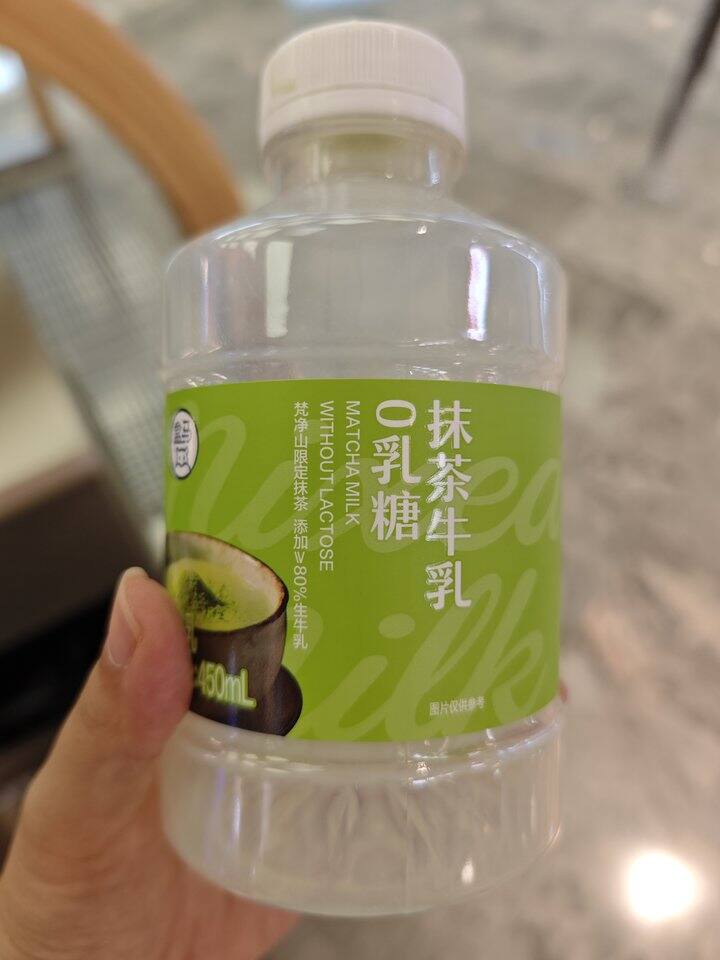 抹茶牛乳
0乳糖
MATCHA MILK
WITHOUT LACTOSE
梵净山限定抹茶 添加≥80%生牛乳
450mL
图片仅供参考